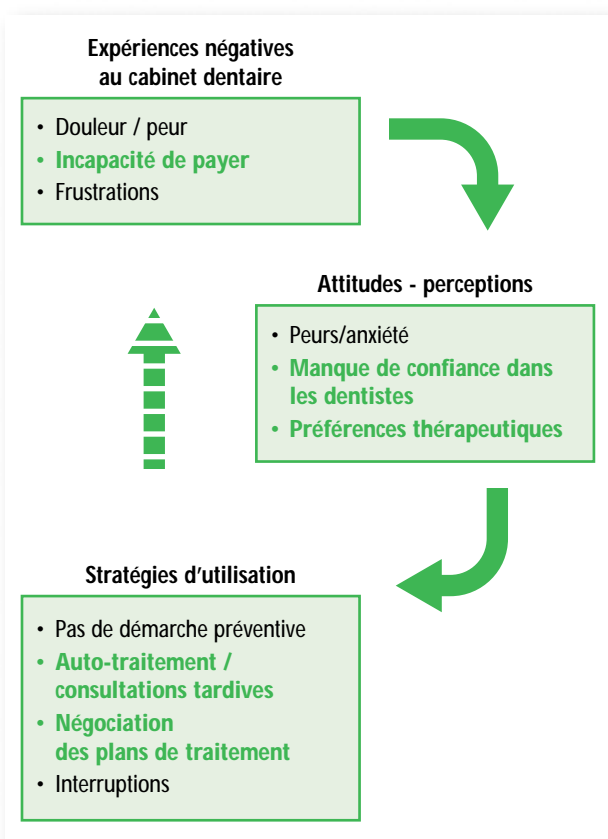 Expériences négatives
au cabinet dentaire
• Douleur / peur
• Incapacité de payer
• Frustrations
Attitudes - perceptions
• Peurs/anxiété
• Manque de confiance dans
les dentistes
• Préférences thérapeutiques
Stratégies d'utilisation
• Pas de démarche préventive
• Auto-traitement /
consultations tardives
• Négociation
des plans de traitement
• Interruptions